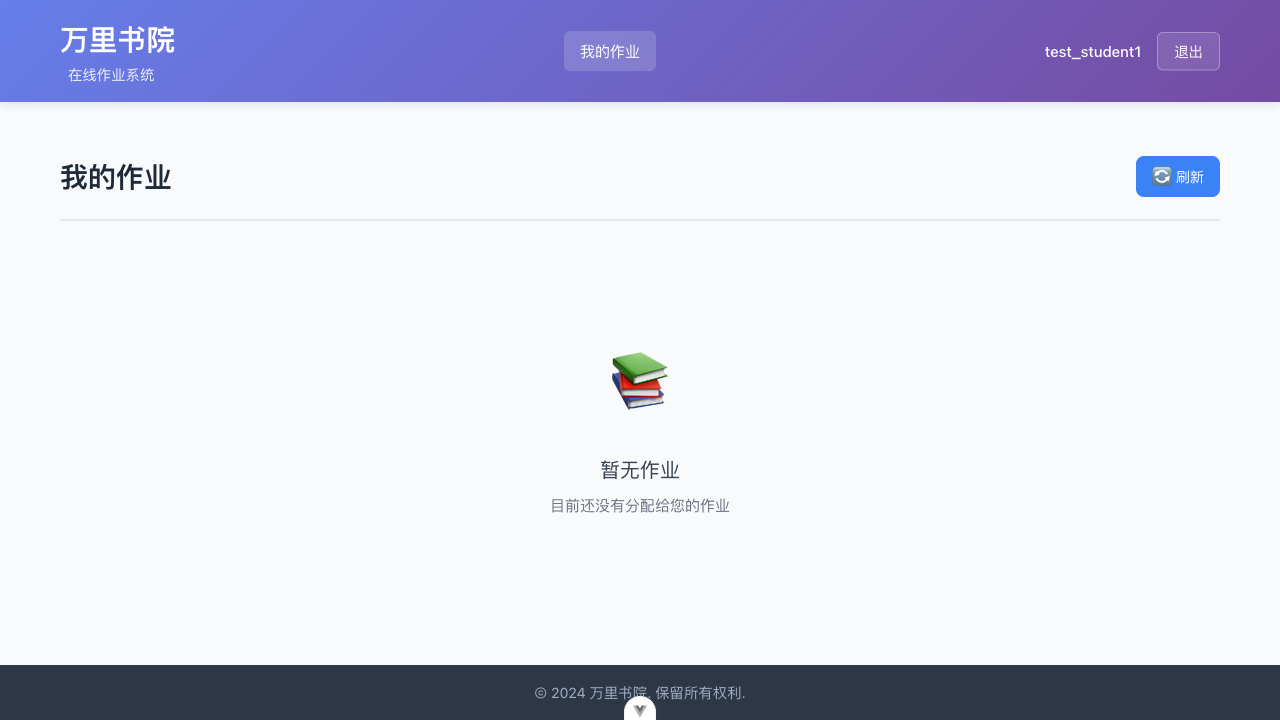 万里书院
在线作业系统
我的作业
test_student1
退出
我的作业
刷新
暂无作业
目前还没有分配给您的作业
© 2024 万里书院. 保留所有权利.